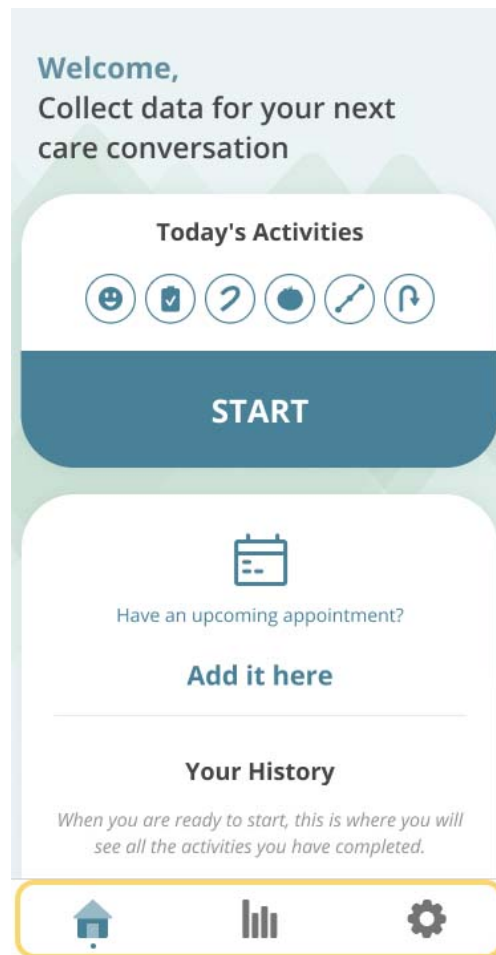 Welcome,
Collect data for your next
care conversation
Today's Activities
START
Have an upcoming appointment?
Add it here
Your History
When you are ready to start, this is where you will
see all the activities you have completed.